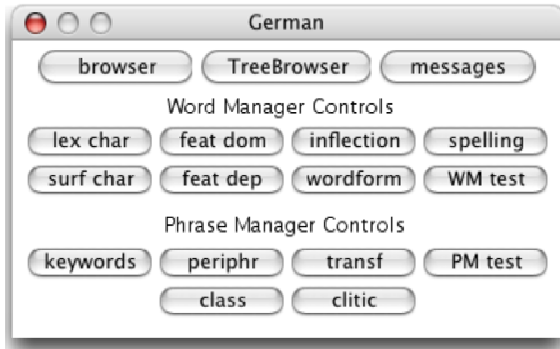 German
browser TreeBrowser messages
Word Manager Controls
lex char feat dom inflection spelling
surf char feat dep wordform WM test
Phrase Manager Controls
keywords periphr transf PM test
class clitic